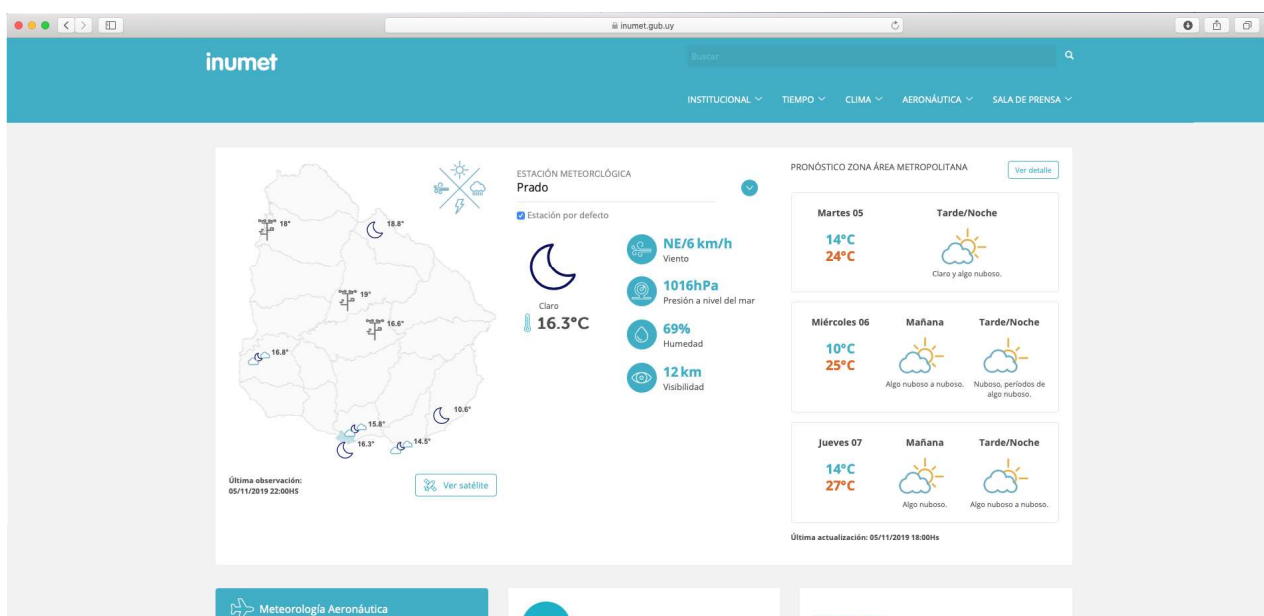 inumet.gub.uy
inumet
Buscar
INSTITUCIONAL
TIEMPO
CLIMA
AERONÁUTICA
SALA DE PRENSA
18°
18.8°
19°
16.6°
16.8°
10.6°
15.8°
16.3°
14.5°
Última observación:
05/11/2019 22:00HS
Ver satélite
ESTACIÓN METEOROLÓGICA
Prado
Estación por defecto
Claro
16.3°C
NE/6 km/h
Viento
1016hPa
Presión a nivel del mar
69%
Humedad
12 km
Visibilidad
PRONÓSTICO ZONA ÁREA METROPOLITANA
Ver detalle
Martes 05
Tarde/Noche
14°C
24°C
Claro y algo nuboso.
Miércoles 06
Mañana
Tarde/Noche
10°C
25°C
Algo nuboso a nuboso.
Nuboso, períodos de
algo nuboso.
Jueves 07
Mañana
Tarde/Noche
14°C
27°C
Algo nuboso.
Algo nuboso a nuboso.
Última actualización: 05/11/2019 18:00Hs
Meteorología Aeronáutica